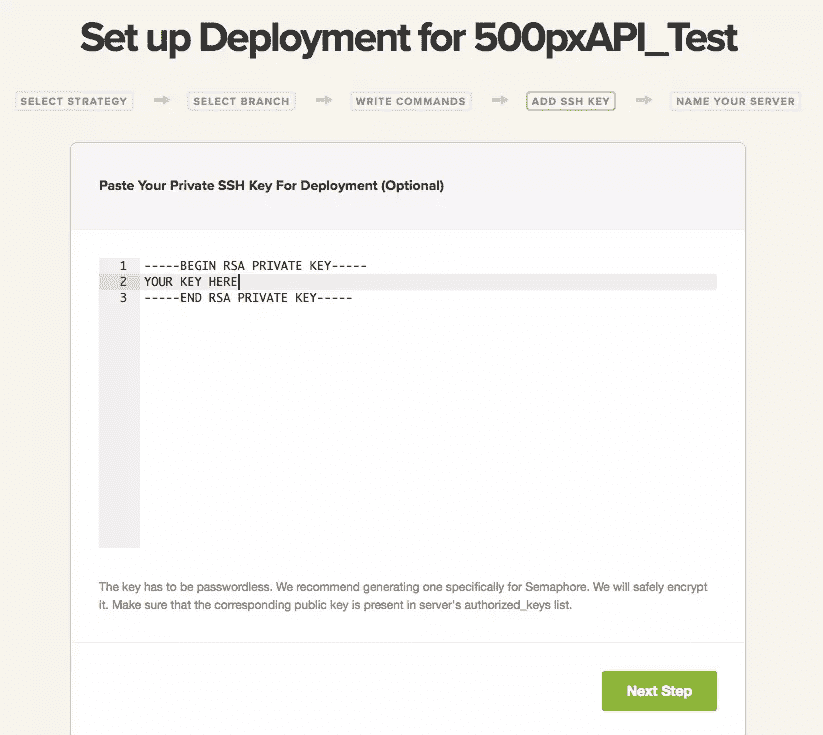 Set up Deployment for 500pxAPI_Test
SELECT STRATEGY SELECT BRANCH WRITE COMMANDS ADD SSH KEY NAME YOUR SERVER
Paste Your Private SSH Key For Deployment (Optional)
1 -----BEGIN RSA PRIVATE KEY-----
2 YOUR KEY HERE
3 -----END RSA PRIVATE KEY-----
The key has to be passwordless. We recommend generating one specifically for Semaphore. We will safely encrypt
it. Make sure that the corresponding public key is present in server's authorized_keys list.
Next Step